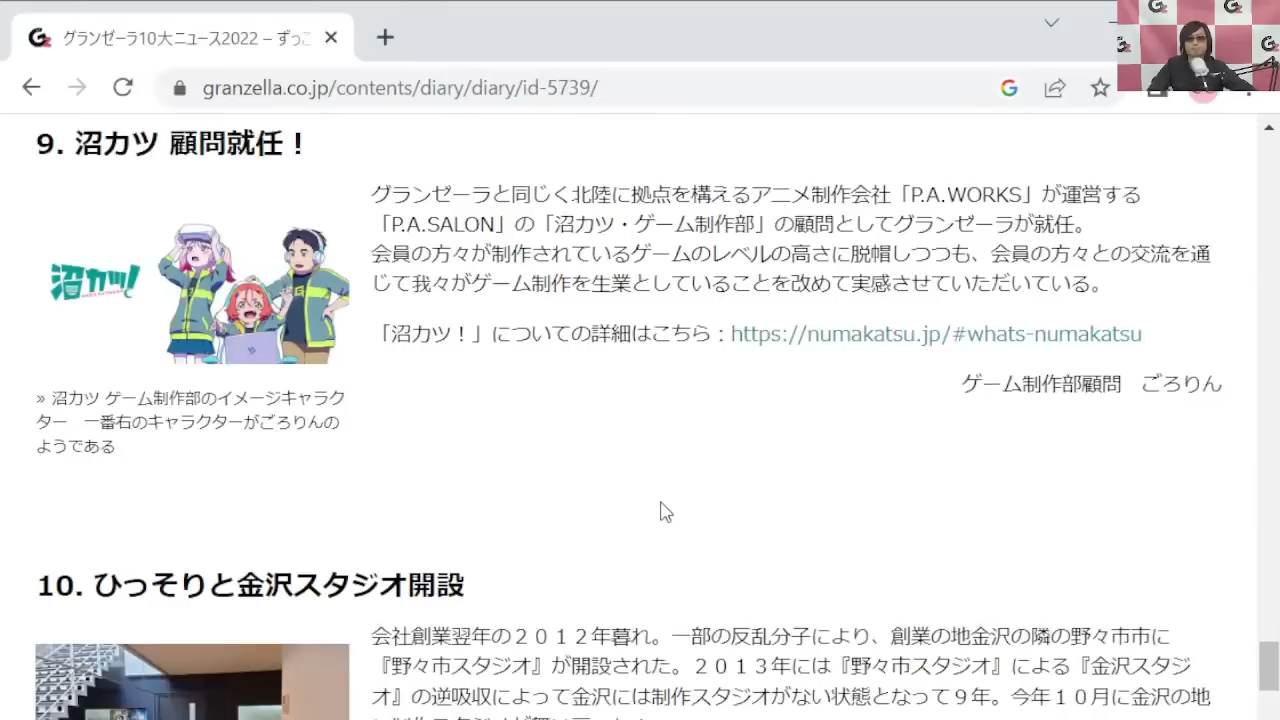 グランゼーラ10大ニュース2022 – ずっこ
granzella.co.jp/contents/diary/diary/id-5739/
9. 沼カツ 顧問就任！
グランゼーラと同じく北陸に拠点を構えるアニメ制作会社「P.A.WORKS」が運営する
「P.A.SALON」の「沼カツ・ゲーム制作部」の顧問としてグランゼーラが就任。
会員の方々が制作されているゲームのレベルの高さに脱帽しつつも、会員の方々との交流を通
じて我々がゲーム制作を生業としていることを改めて実感させていただいている。
「沼カツ！」についての詳細はこちら：https://numakatsu.jp/#whats-numakatsu
ゲーム制作部顧問　ごろりん
沼カツ!
» 沼カツ ゲーム制作部のイメージキャラク
ター　一番右のキャラクターがごろりんの
ようである
10. ひっそりと金沢スタジオ開設
会社創業翌年の２０１２年暮れ。一部の反乱分子により、創業の地金沢の隣の野々市市に
『野々市スタジオ』が開設された。２０１３年には『野々市スタジオ』による『金沢スタジ
オ』の逆吸収によって金沢には制作スタジオがない状態となって９年。今年１０月に金沢の地